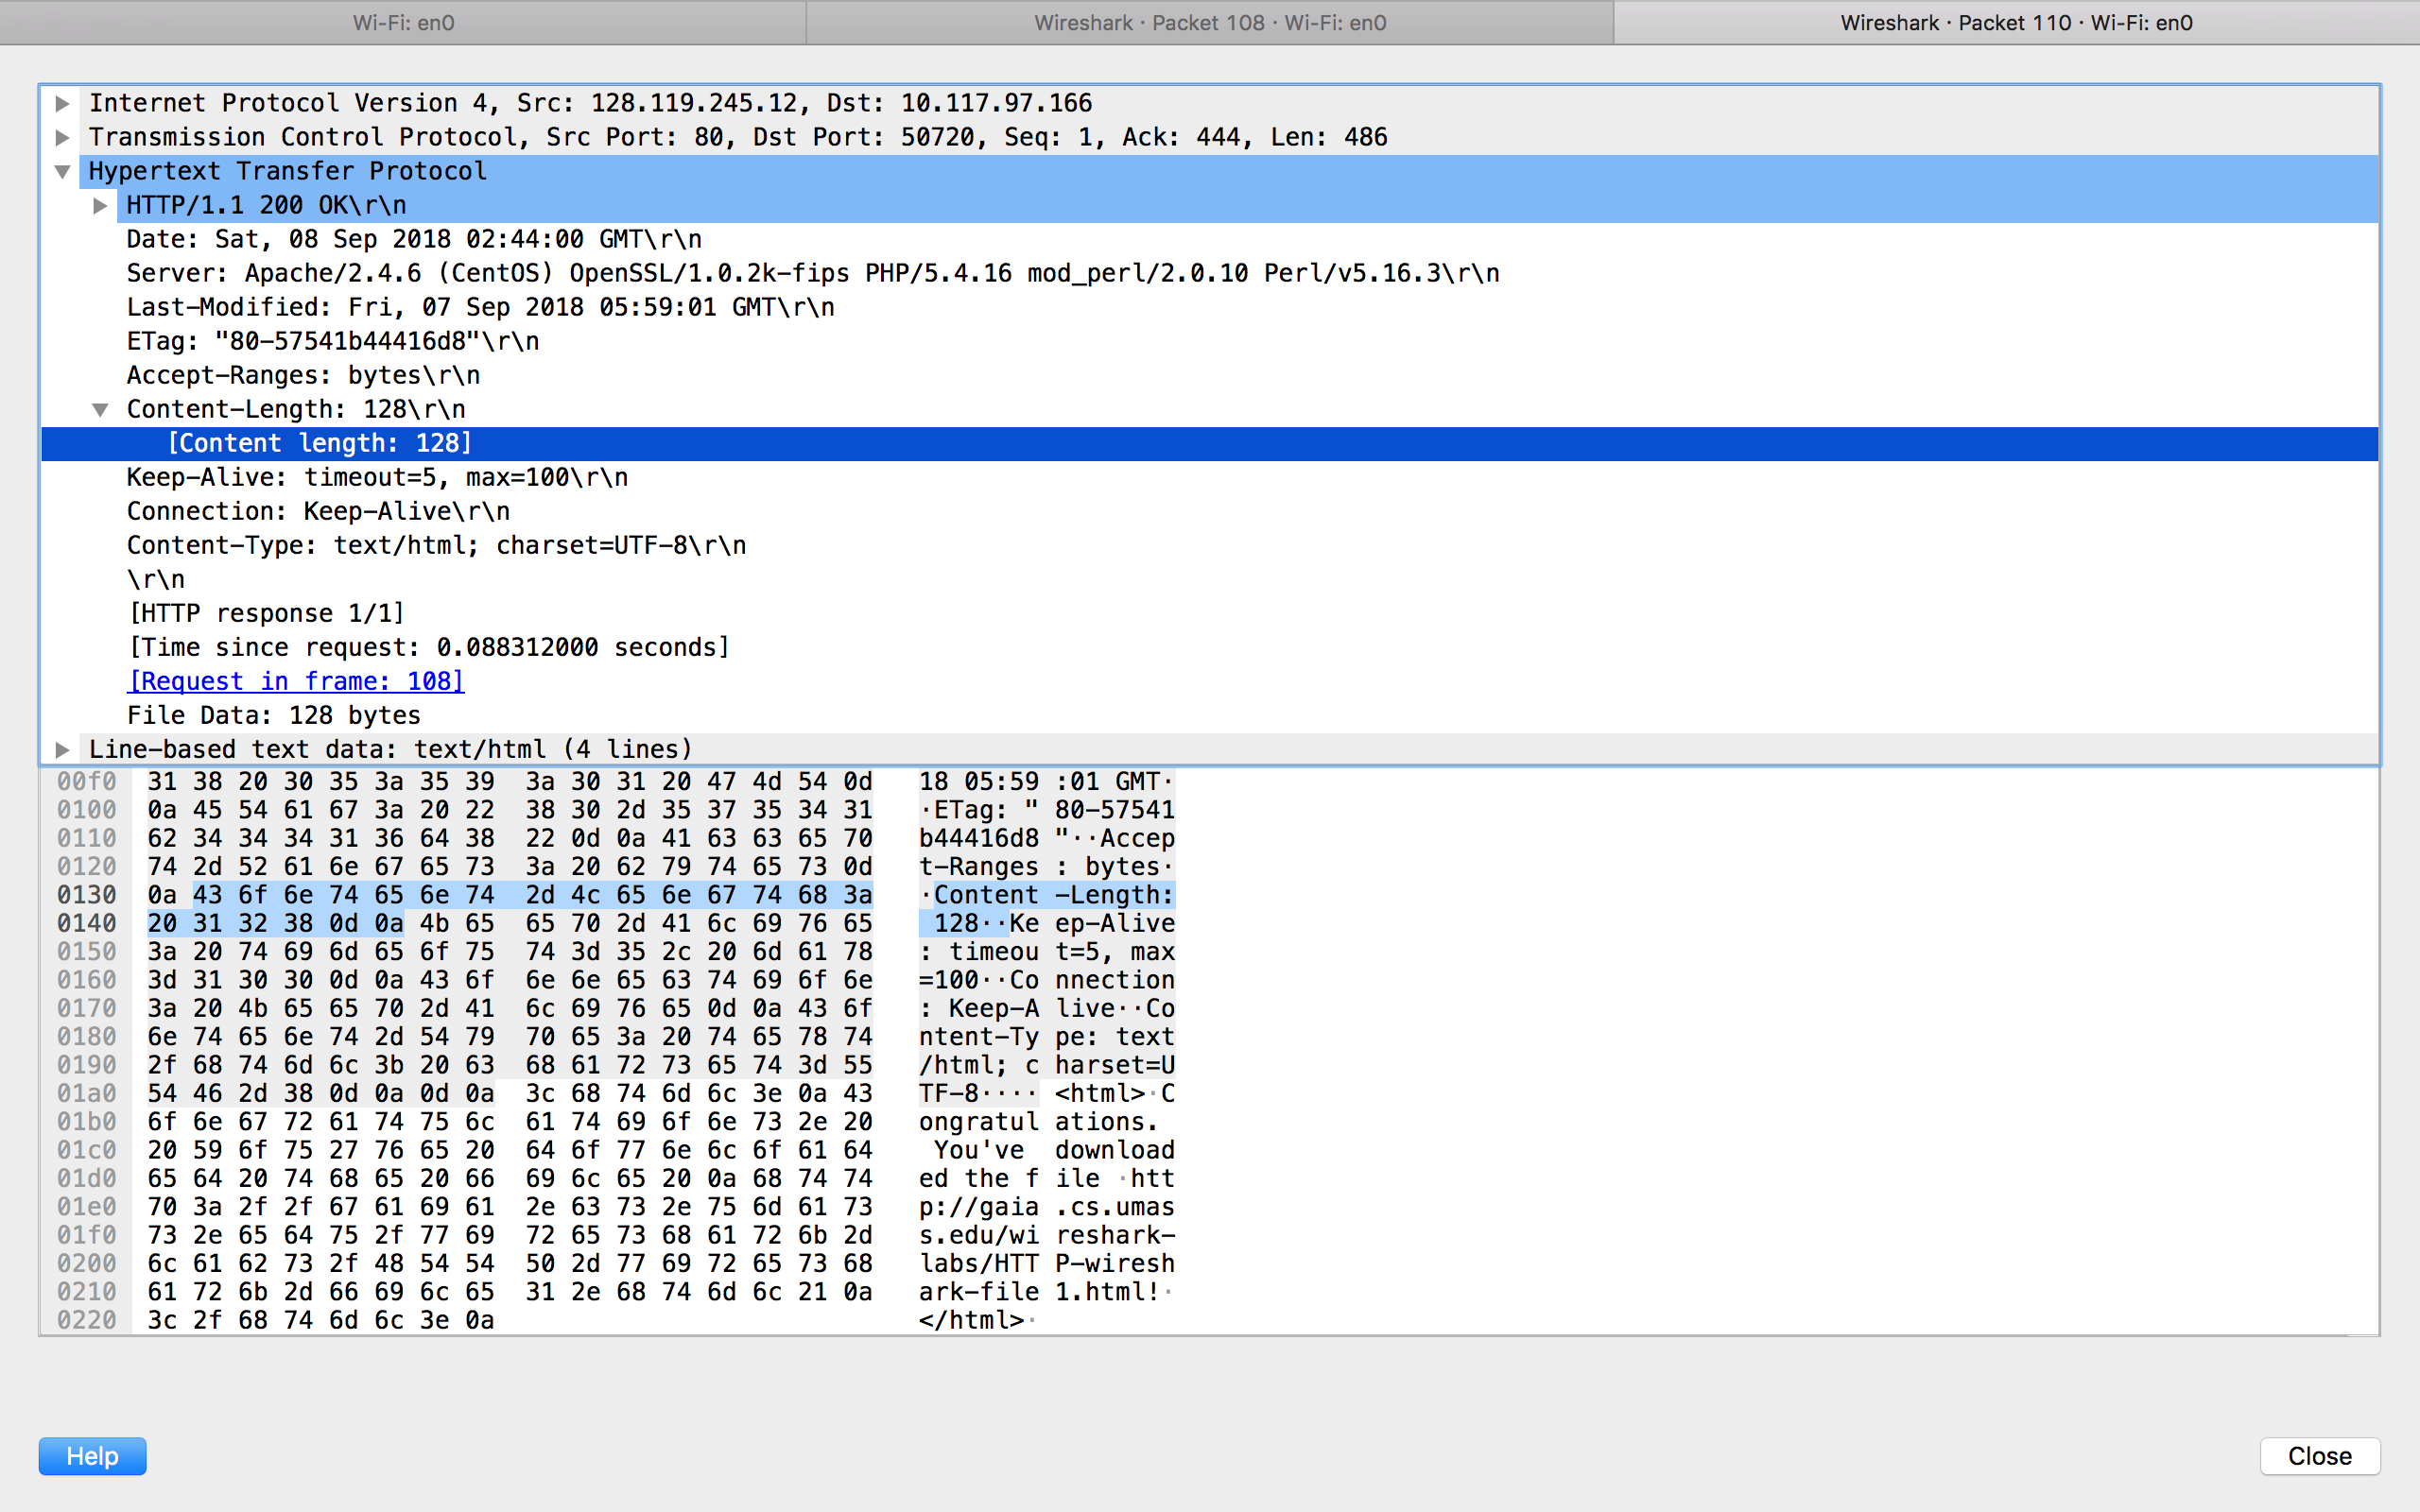 Wi-Fi: en0
Wireshark · Packet 108 · Wi-Fi: en0
Wireshark · Packet 110 · Wi-Fi: en0
Internet Protocol Version 4, Src: 128.119.245.12, Dst: 10.117.97.166
Transmission Control Protocol, Src Port: 80, Dst Port: 50720, Seq: 1, Ack: 444, Len: 486
Hypertext Transfer Protocol
HTTP/1.1 200 OK\r\n
Date: Sat, 08 Sep 2018 02:44:00 GMT\r\n
Server: Apache/2.4.6 (CentOS) OpenSSL/1.0.2k-fips PHP/5.4.16 mod_perl/2.0.10 Perl/v5.16.3\r\n
Last-Modified: Fri, 07 Sep 2018 05:59:01 GMT\r\n
ETag: "80-57541b44416d8"\r\n
Accept-Ranges: bytes\r\n
Content-Length: 128\r\n
[Content length: 128]
Keep-Alive: timeout=5, max=100\r\n
Connection: Keep-Alive\r\n
Content-Type: text/html; charset=UTF-8\r\n
\r\n
[HTTP response 1/1]
[Time since request: 0.088312000 seconds]
[Request in frame: 108]
File Data: 128 bytes
Line-based text data: text/html (4 lines)
00f0 31 38 20 30 35 3a 35 39 3a 30 31 20 47 4d 54 0d 18 05:59 :01 GMT·
0100 0a 45 54 61 67 3a 20 22 38 30 2d 35 37 35 34 31 ·ETag: " 80-57541
0110 62 34 34 34 31 36 64 38 22 0d 0a 41 63 63 65 70 b44416d8 "··Accep
0120 74 2d 52 61 6e 67 65 73 3a 20 62 79 74 65 73 0d t-Ranges : bytes·
0130 0a 43 6f 6e 74 65 6e 74 2d 4c 65 6e 67 74 68 3a ·Content -Length:
0140 20 31 32 38 0d 0a 4b 65 65 70 2d 41 6c 69 76 65 128··Ke ep-Alive
0150 3a 20 74 69 6d 65 6f 75 74 3d 35 2c 20 6d 61 78 : timeou t=5, max
0160 3d 31 30 30 0d 0a 43 6f 6e 6e 65 63 74 69 6f 6e =100··Co nnection
0170 3a 20 4b 65 65 70 2d 41 6c 69 76 65 0d 0a 43 6f : Keep-A live··Co
0180 6e 74 65 6e 74 2d 54 79 70 65 3a 20 74 65 78 74 ntent-Ty pe: text
0190 2f 68 74 6d 6c 3b 20 63 68 61 72 73 65 74 3d 55 /html; c harset=U
01a0 54 46 2d 38 0d 0a 0d 0a 3c 68 74 6d 6c 3e 0a 43 TF-8···· <html>·C
01b0 6f 6e 67 72 61 74 75 6c 61 74 69 6f 6e 73 2e 20 ongratul ations.
01c0 20 59 6f 75 27 76 65 20 64 6f 77 6e 6c 6f 61 64 You've download
01d0 65 64 20 74 68 65 20 66 69 6c 65 20 0a 68 74 74 ed the f ile ·htt
01e0 70 3a 2f 2f 67 61 69 61 2e 63 73 2e 75 6d 61 73 p://gaia .cs.umas
01f0 73 2e 65 64 75 2f 77 69 72 65 73 68 61 72 6b 2d s.edu/wi reshark-
0200 6c 61 62 73 2f 48 54 54 50 2d 77 69 72 65 73 68 labs/HTT P-wiresh
0210 61 72 6b 2d 66 69 6c 65 31 2e 68 74 6d 6c 21 0a ark-file 1.html!·
0220 3c 2f 68 74 6d 6c 3e 0a </html>·
Help
Close